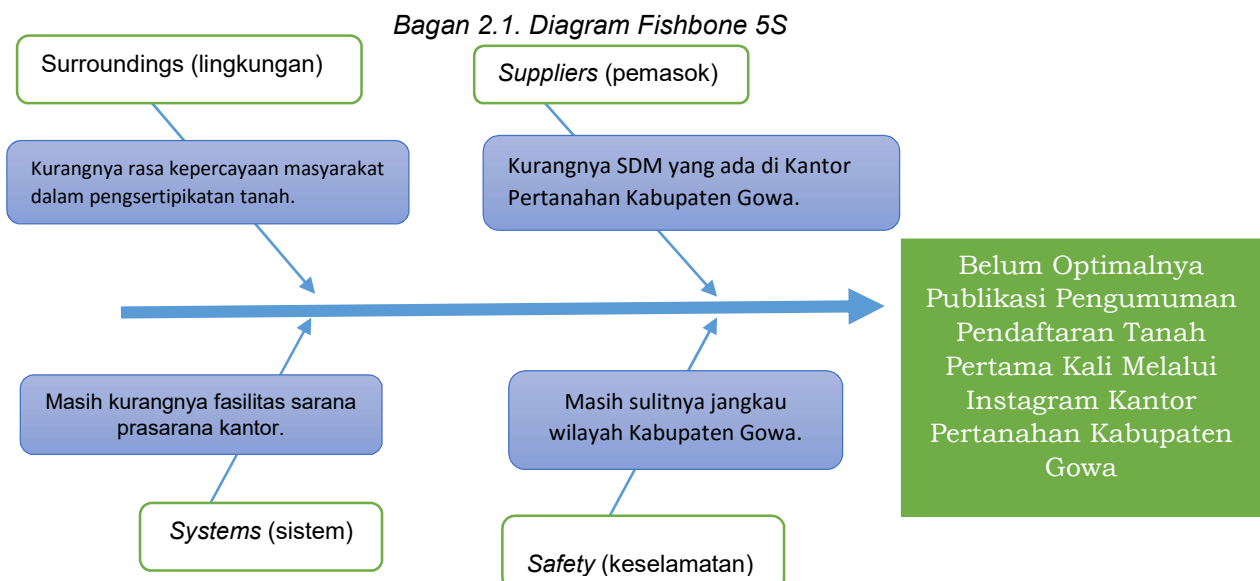 Bagan 2.1. Diagram Fishbone 5S
Surroundings (lingkungan)
Suppliers (pemasok)
Kurangnya rasa kepercayaan masyarakat
dalam pengsertipikatan tanah.
Kurangnya SDM yang ada di Kantor
Pertanahan Kabupaten Gowa.
Belum Optimalnya
Publikasi Pengumuman
Pendaftaran Tanah
Pertama Kali Melalui
Instagram Kantor
Pertanahan Kabupaten
Gowa
Masih kurangnya fasilitas sarana
prasarana kantor.
Masih sulitnya jangkau
wilayah Kabupaten Gowa.
Systems (sistem)
Safety (keselamatan)